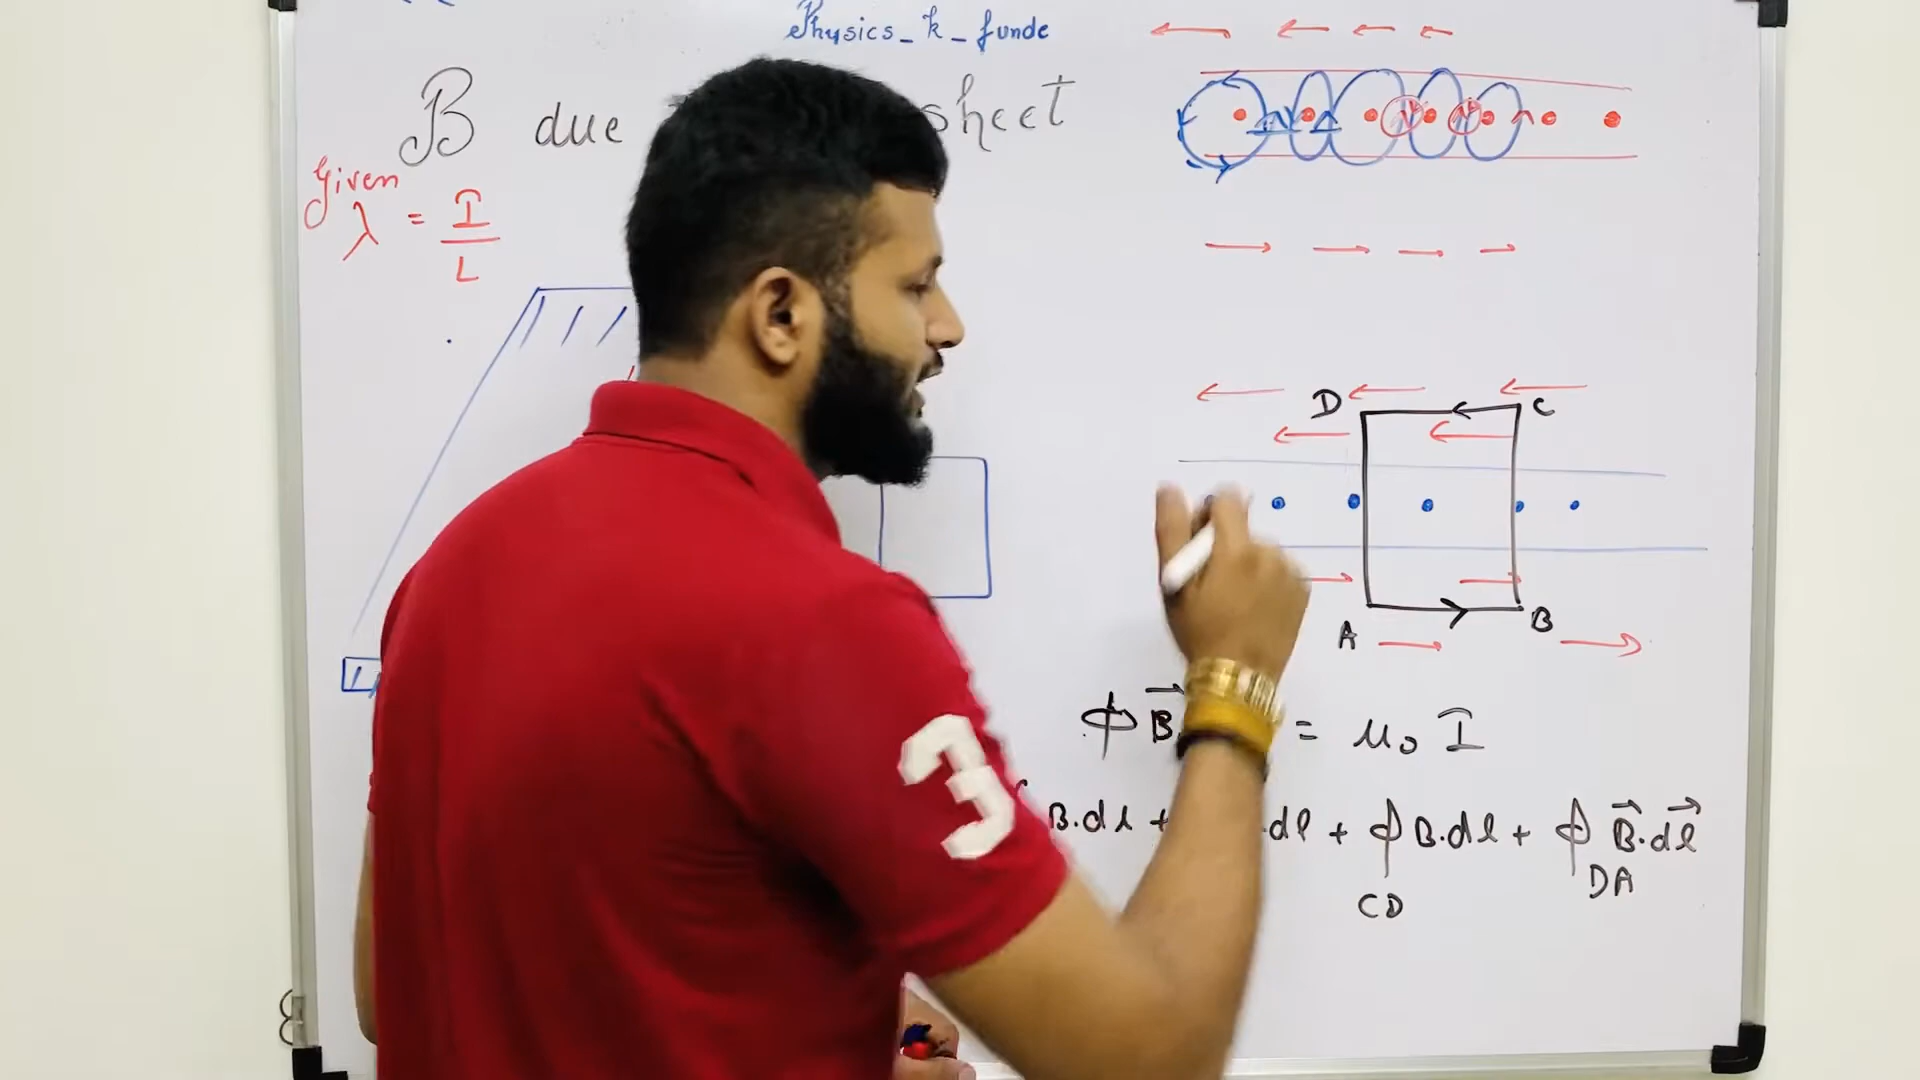 Physics_k_funde
B due sheet
Given
λ = I
L
D C
A B
∮ B⃗ = μ₀ I
B.dl + .dl + ∮ B.dl + ∮ B⃗.dl⃗
CD DA
3